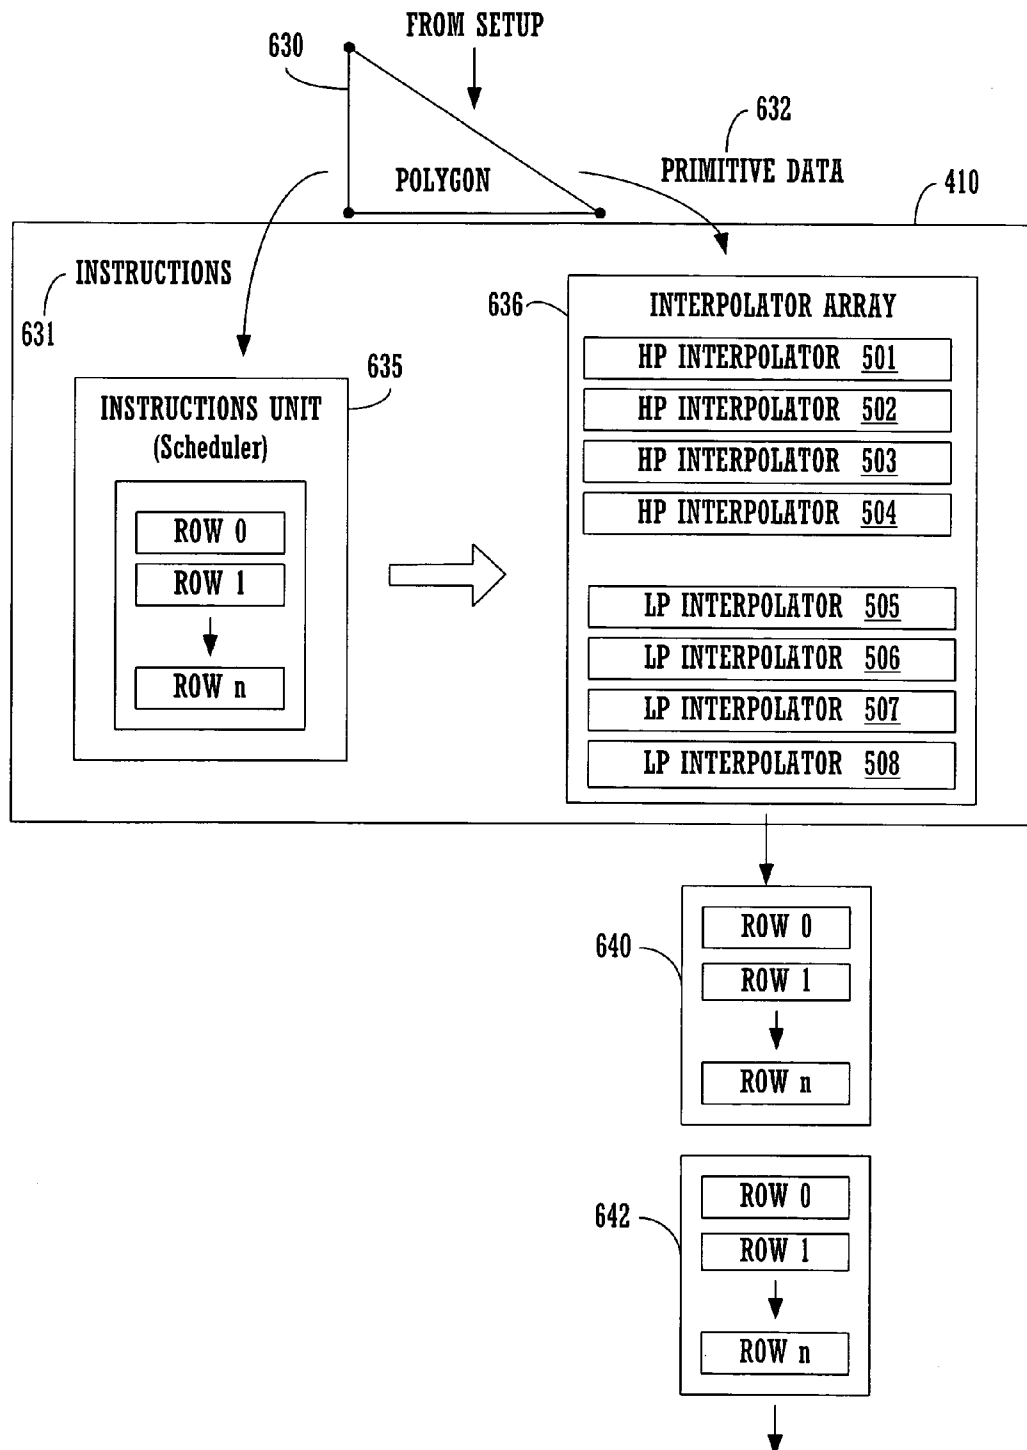 FROM SETUP
630
632
POLYGON
PRIMITIVE DATA
410
INSTRUCTIONS
631
636
INTERPOLATOR ARRAY
HP INTERPOLATOR 501
635
INSTRUCTIONS UNIT
(Scheduler)
HP INTERPOLATOR 502
HP INTERPOLATOR 503
HP INTERPOLATOR 504
ROW 0
ROW 1
ROW n
LP INTERPOLATOR 505
LP INTERPOLATOR 506
LP INTERPOLATOR 507
LP INTERPOLATOR 508
640
ROW 0
ROW 1
ROW n
642
ROW 0
ROW 1
ROW n